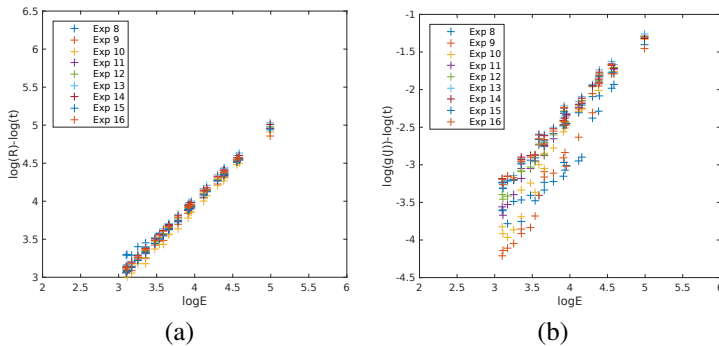 6.5
6
5.5
5
4.5
4
3.5
3
2 2.5 3 3.5 4 4.5 5 5.5 6
logE
log(R)-log(t)
Exp 8
Exp 9
Exp 10
Exp 11
Exp 12
Exp 13
Exp 14
Exp 15
Exp 16
(a)
-1
-1.5
-2
-2.5
-3
-3.5
-4
-4.5
2 2.5 3 3.5 4 4.5 5 5.5 6
logE
log(g(J))-log(t)
Exp 8
Exp 9
Exp 10
Exp 11
Exp 12
Exp 13
Exp 14
Exp 15
Exp 16
(b)